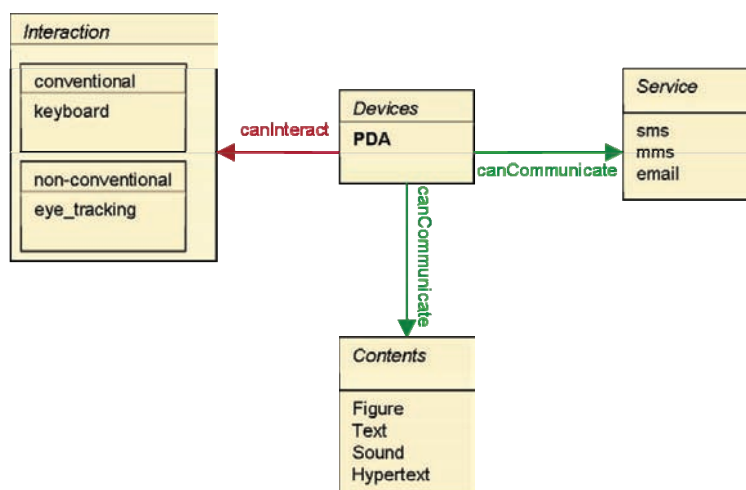 Interaction
conventional
keyboard
non-conventional
eye_tracking
canInteract
Devices
PDA
canCommunicate
Service
sms
mms
email
canCommunicate
Contents
Figure
Text
Sound
Hypertext